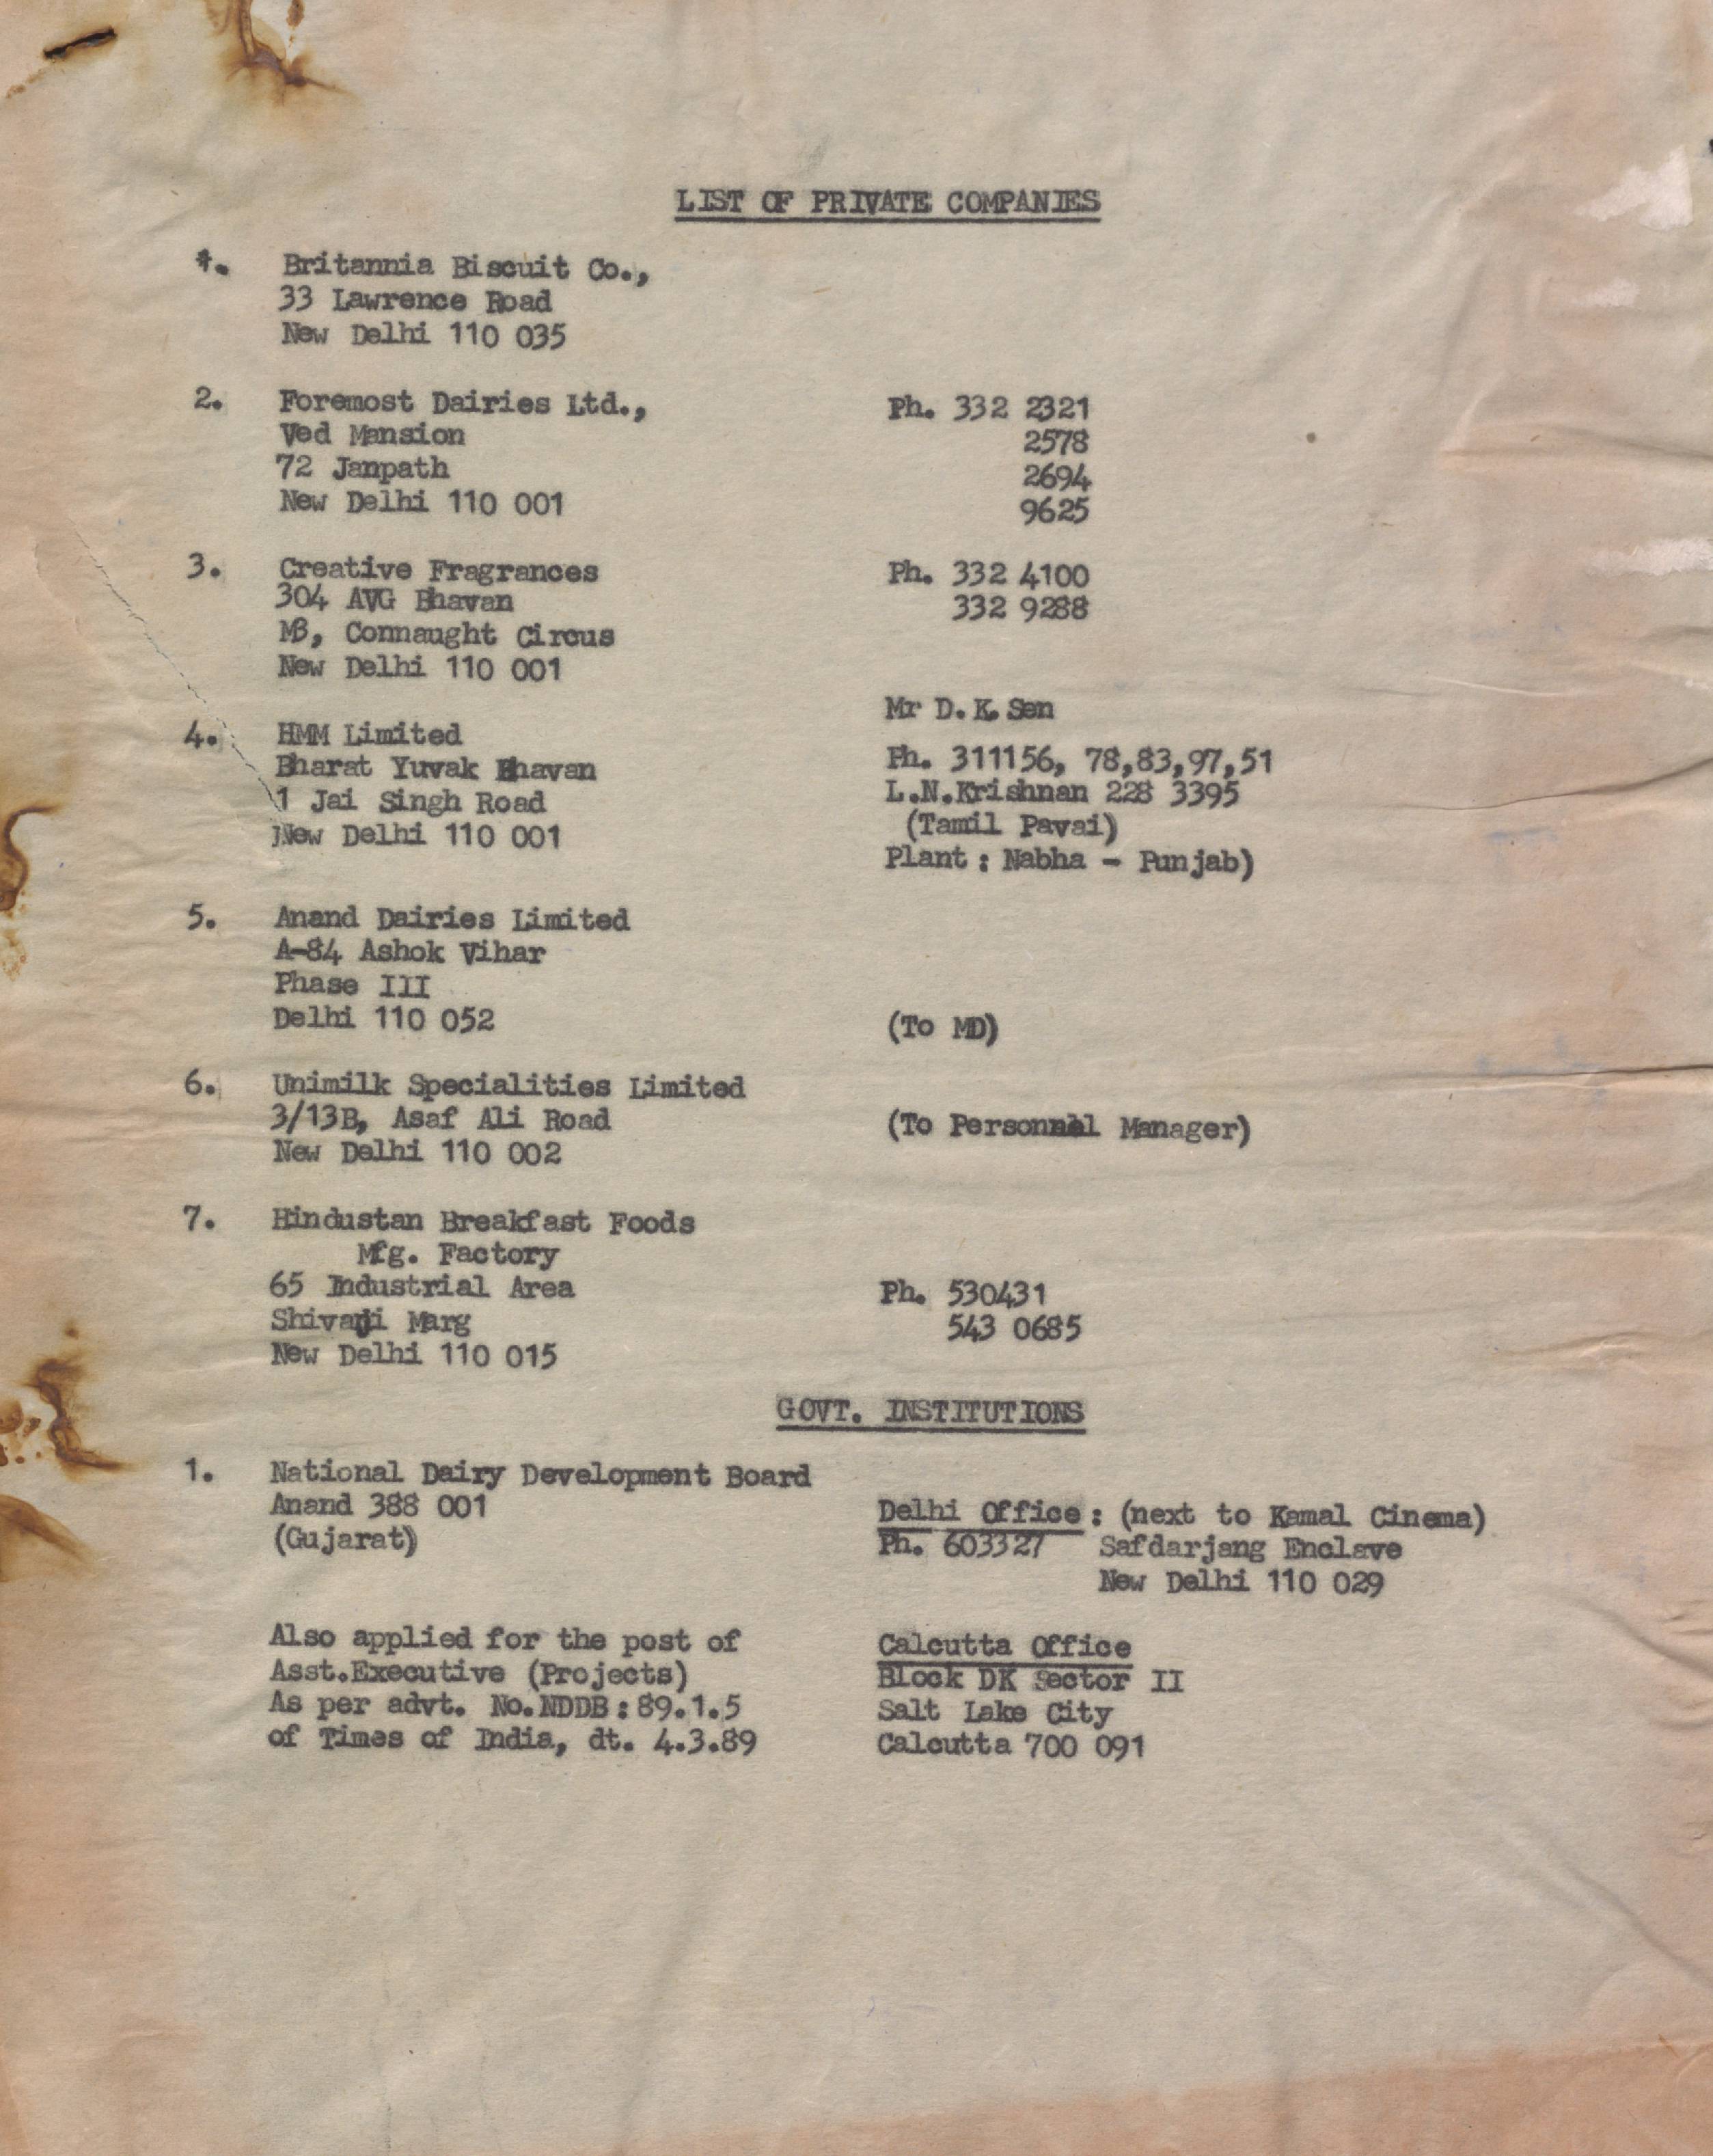 LIST OF PRIVATE COMPANIES
1. Britannia Biscuit Co.,
33 Lawrence Road
New Delhi 110 035
2. Foremost Dairies Ltd., Ph. 332 2321
Ved Mansion 2578
72 Janpath 2694
New Delhi 110 001 9625
3. Creative Fragrances Ph. 332 4100
304 AVG Bhavan 332 9288
M3, Connaught Circus
New Delhi 110 001
Mr D.K.Sen
4. HMM Limited
Bharat Yuvak Bhavan Ph. 311156, 78,83,97,51
1 Jai Singh Road L.N.Krishnan 228 3395
New Delhi 110 001 (Tamil Pavai)
Plant : Nabha - Punjab)
5. Anand Dairies Limited
A-84 Ashok Vihar
Phase III
Delhi 110 052 (To MD)
6. Unimilk Specialities Limited
3/13B, Asaf Ali Road (To Personnel Manager)
New Delhi 110 002
7. Hindustan Breakfast Foods
Mfg. Factory
65 Industrial Area Ph. 530431
Shivaji Marg 543 0685
New Delhi 110 015
GOVT. INSTITUTIONS
1. National Dairy Development Board
Anand 388 001 Delhi Office : (next to Kamal Cinema)
(Gujarat) Ph. 603327 Safdarjang Enclave
New Delhi 110 029
Also applied for the post of Calcutta Office
Asst.Executive (Projects) Block DK Sector II
As per advt. No.NDDB:89.1.5 Salt Lake City
of Times of India, dt. 4.3.89 Calcutta 700 091